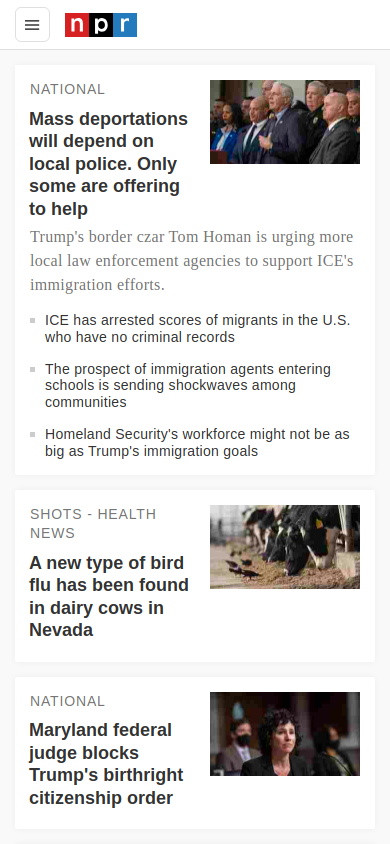 npr
NATIONAL
Mass deportations
will depend on
local police. Only
some are offering
to help
Trump's border czar Tom Homan is urging more
local law enforcement agencies to support ICE's
immigration efforts.
ICE has arrested scores of migrants in the U.S.
who have no criminal records
The prospect of immigration agents entering
schools is sending shockwaves among
communities
Homeland Security's workforce might not be as
big as Trump's immigration goals
SHOTS - HEALTH
NEWS
A new type of bird
flu has been found
in dairy cows in
Nevada
NATIONAL
Maryland federal
judge blocks
Trump's birthright
citizenship order